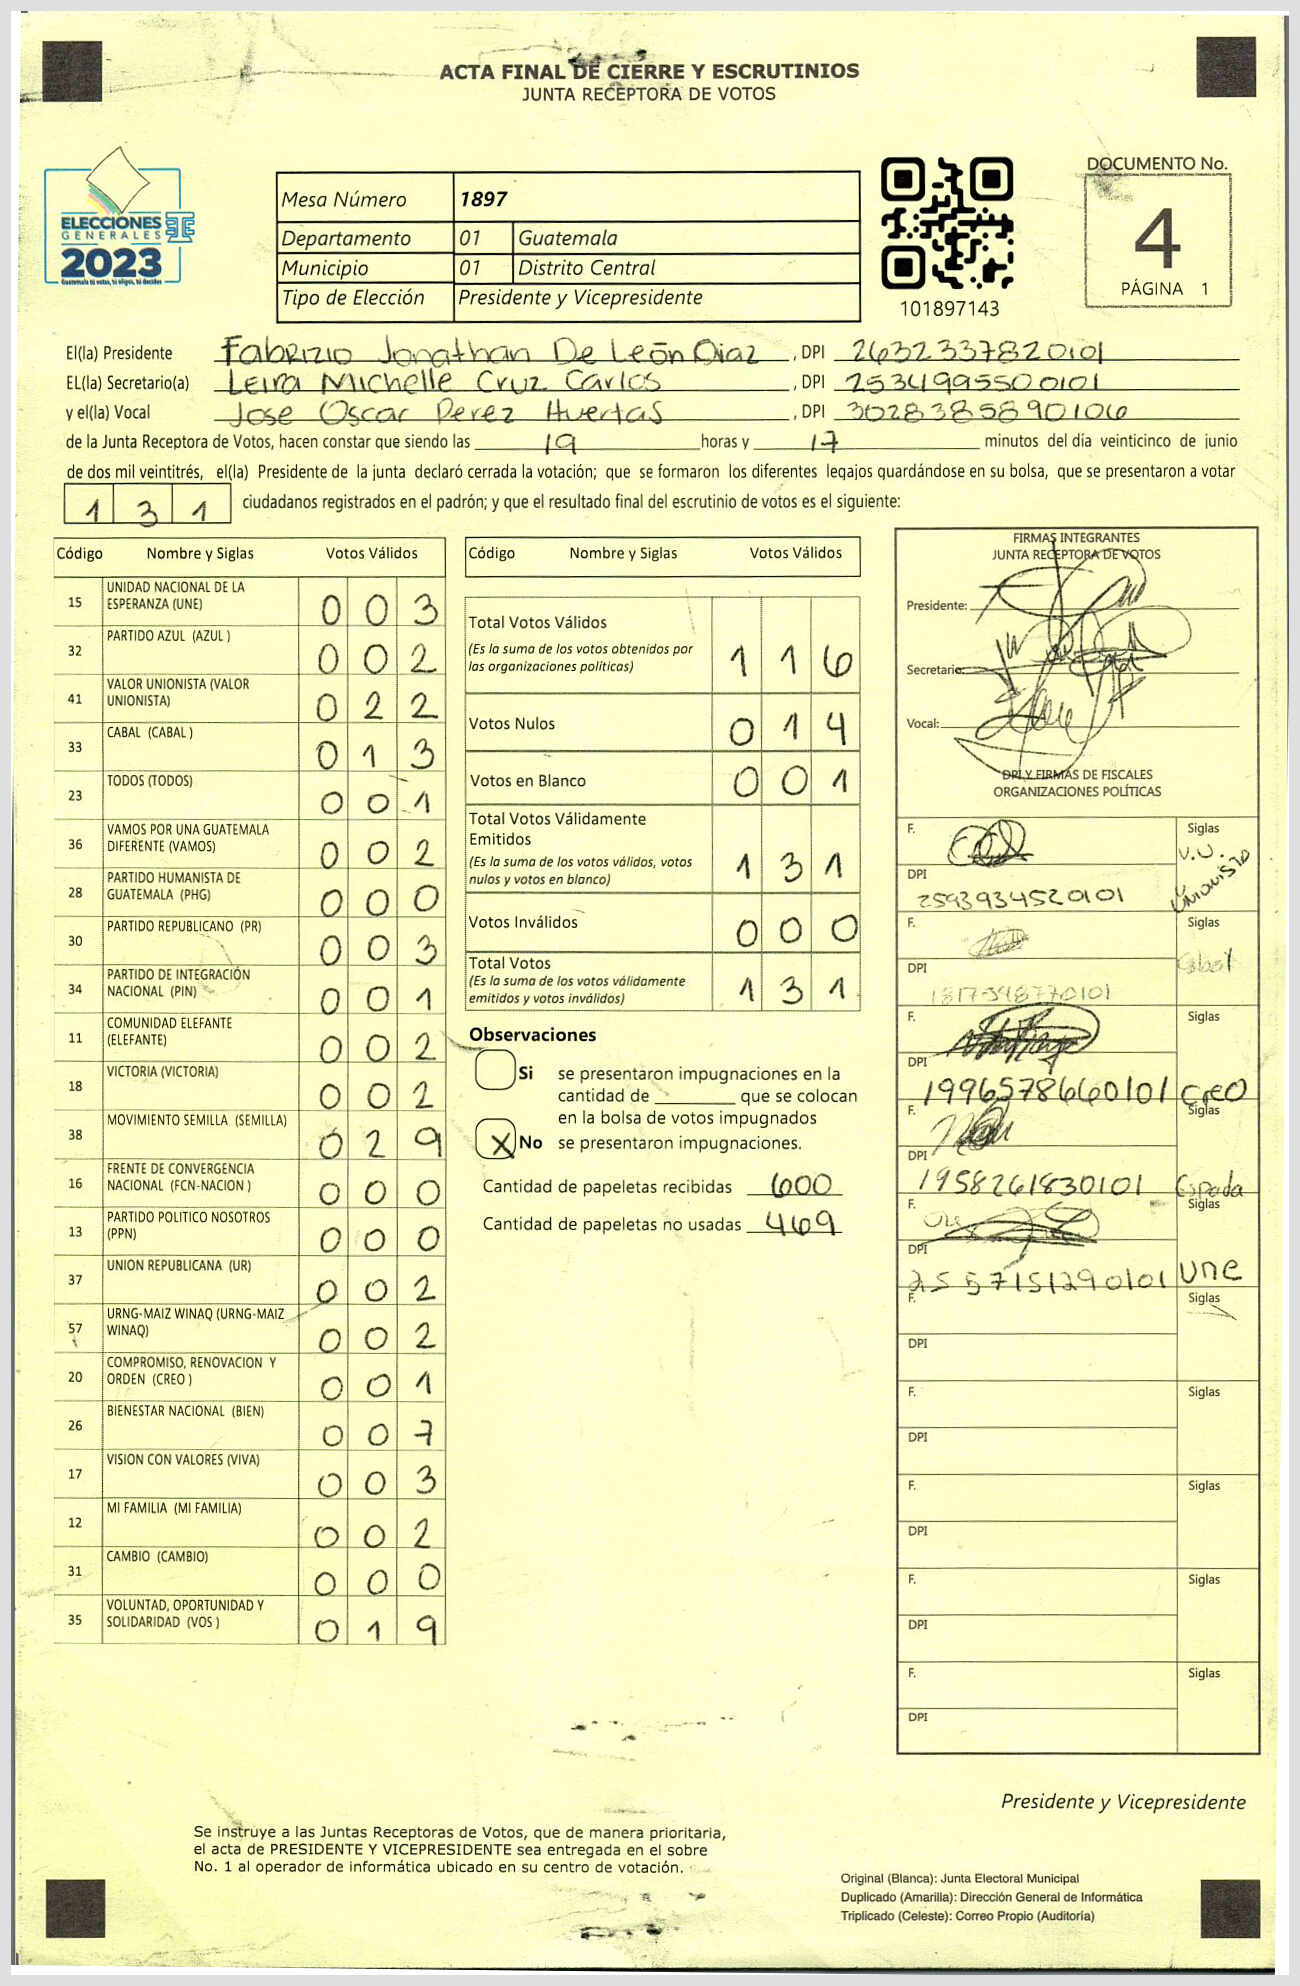 ACTA FINAL DE CIERRE Y ESCRUTINIOS
JUNTA RECEPTORA DE VOTOS
ELECCIONES
GENERALES
2023
Guatemala tú votas, tú eliges, tú decides
Mesa Número 1897
Departamento 01 Guatemala
Municipio 01 Distrito Central
Tipo de Elección Presidente y Vicepresidente
101897143
DOCUMENTO No.
4
PÁGINA 1
El(la) Presidente Fabrizio Jonathan De León Diaz , DPI 2632337820101
EL(la) Secretario(a) Leira Michelle Cruz Carlos , DPI 2534995500101
y el(la) Vocal Jose Oscar Perez Huertas , DPI 3028385890106
de la Junta Receptora de Votos, hacen constar que siendo las 19 horas y 17 minutos del día veinticinco de junio
de dos mil veintitrés, el(la) Presidente de la junta declaró cerrada la votación; que se formaron los diferentes legajos guardándose en su bolsa, que se presentaron a votar
131 ciudadanos registrados en el padrón; y que el resultado final del escrutinio de votos es el siguiente:
Código Nombre y Siglas Votos Válidos
15 UNIDAD NACIONAL DE LA
ESPERANZA (UNE) 0 0 3
32 PARTIDO AZUL (AZUL ) 0 0 2
41 VALOR UNIONISTA (VALOR
UNIONISTA) 0 2 2
33 CABAL (CABAL ) 0 1 3
23 TODOS (TODOS) 0 0 1
36 VAMOS POR UNA GUATEMALA
DIFERENTE (VAMOS) 0 0 2
28 PARTIDO HUMANISTA DE
GUATEMALA (PHG) 0 0 0
30 PARTIDO REPUBLICANO (PR) 0 0 3
34 PARTIDO DE INTEGRACIÓN
NACIONAL (PIN) 0 0 1
11 COMUNIDAD ELEFANTE
(ELEFANTE) 0 0 2
18 VICTORIA (VICTORIA) 0 0 2
38 MOVIMIENTO SEMILLA (SEMILLA) 0 2 9
16 FRENTE DE CONVERGENCIA
NACIONAL (FCN-NACION ) 0 0 0
13 PARTIDO POLITICO NOSOTROS
(PPN) 0 0 0
37 UNION REPUBLICANA (UR) 0 0 2
57 URNG-MAIZ WINAQ (URNG-MAIZ
WINAQ) 0 0 2
20 COMPROMISO, RENOVACION Y
ORDEN (CREO ) 0 0 1
26 BIENESTAR NACIONAL (BIEN) 0 0 7
17 VISION CON VALORES (VIVA) 0 0 3
12 MI FAMILIA (MI FAMILIA) 0 0 2
31 CAMBIO (CAMBIO) 0 0 0
35 VOLUNTAD, OPORTUNIDAD Y
SOLIDARIDAD (VOS ) 0 1 9
Código Nombre y Siglas Votos Válidos
Total Votos Válidos
(Es la suma de los votos obtenidos por
las organizaciones políticas) 1 1 6
Votos Nulos 0 1 4
Votos en Blanco 0 0 1
Total Votos Válidamente
Emitidos
(Es la suma de los votos válidos, votos
nulos y votos en blanco) 1 3 1
Votos Inválidos 0 0 0
Total Votos
(Es la suma de los votos válidamente
emitidos y votos inválidos) 1 3 1
Observaciones
Si se presentaron impugnaciones en la
cantidad de ________ que se colocan
en la bolsa de votos impugnados
X No se presentaron impugnaciones.
Cantidad de papeletas recibidas 600
Cantidad de papeletas no usadas 469
FIRMAS INTEGRANTES
JUNTA RECEPTORA DE VOTOS
Presidente:
Secretario:
Vocal:
DPI Y FIRMAS DE FISCALES
ORGANIZACIONES POLÍTICAS
F. Siglas
V.U.
Unionista
DPI
2593934520101
F. Siglas
Cabal
DPI
F. Siglas
DPI
1996578660101 Creo
F. Siglas
DPI
1958261830101
F. Siglas
DPI
2557151290101 Une
F. Siglas
DPI
F. Siglas
DPI
F. Siglas
DPI
F. Siglas
DPI
F. Siglas
DPI
Presidente y Vicepresidente
Se instruye a las Juntas Receptoras de Votos, que de manera prioritaria,
el acta de PRESIDENTE Y VICEPRESIDENTE sea entregada en el sobre
No. 1 al operador de informática ubicado en su centro de votación.
Original (Blanca): Junta Electoral Municipal
Duplicado (Amarilla): Dirección General de Informática
Triplicado (Celeste): Correo Propio (Auditoría)